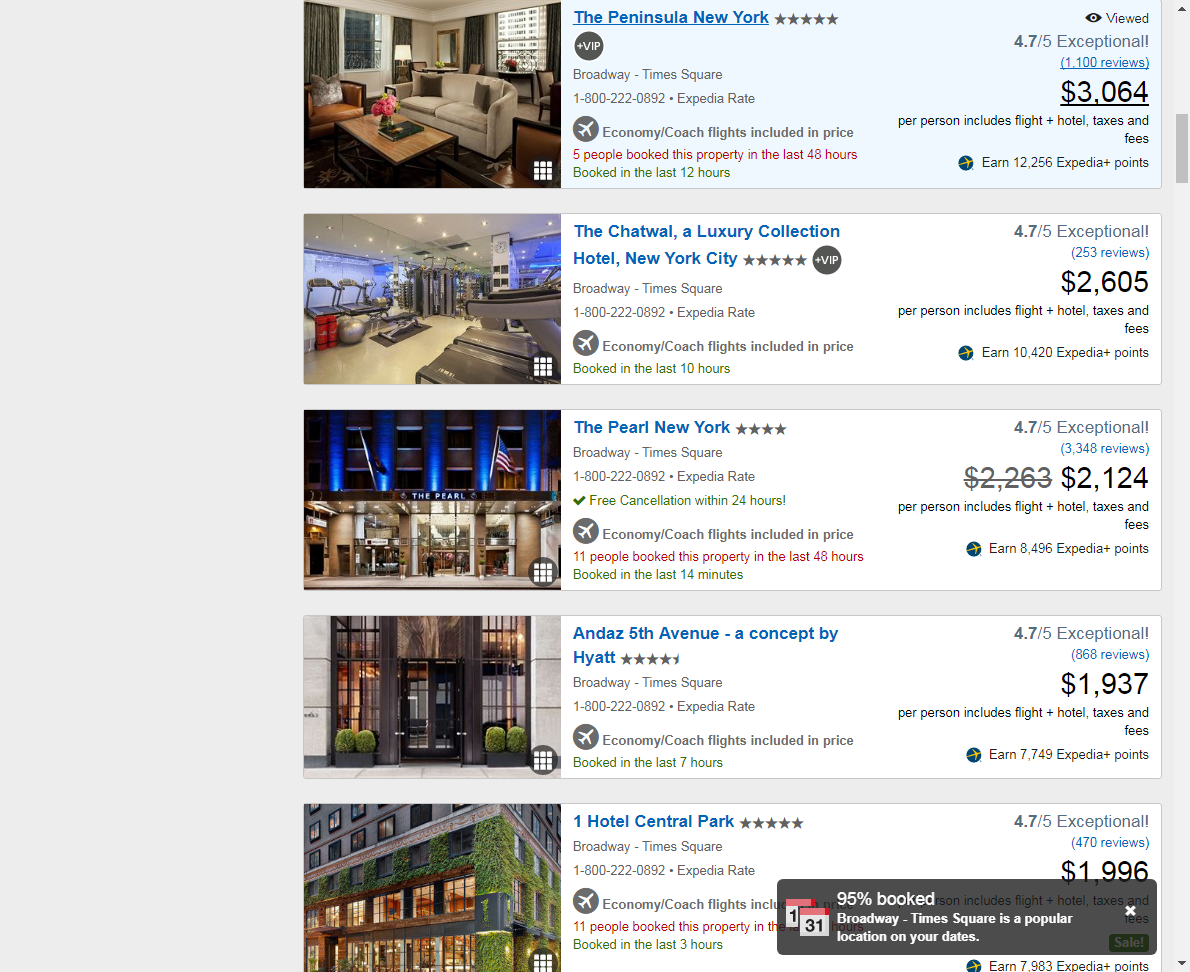 The Peninsula New York
+VIP
Broadway - Times Square
1-800-222-0892 • Expedia Rate
Economy/Coach flights included in price
5 people booked this property in the last 48 hours
Booked in the last 12 hours
Viewed
4.7/5 Exceptional!
(1,100 reviews)
$3,064
per person includes flight + hotel, taxes and
fees
Earn 12,256 Expedia+ points
The Chatwal, a Luxury Collection
Hotel, New York City +VIP
Broadway - Times Square
1-800-222-0892 • Expedia Rate
Economy/Coach flights included in price
Booked in the last 10 hours
4.7/5 Exceptional!
(253 reviews)
$2,605
per person includes flight + hotel, taxes and
fees
Earn 10,420 Expedia+ points
THE PEARL
The Pearl New York
Broadway - Times Square
1-800-222-0892 • Expedia Rate
Free Cancellation within 24 hours!
Economy/Coach flights included in price
11 people booked this property in the last 48 hours
Booked in the last 14 minutes
4.7/5 Exceptional!
(3,348 reviews)
$2,263 $2,124
per person includes flight + hotel, taxes and
fees
Earn 8,496 Expedia+ points
Andaz 5th Avenue - a concept by
Hyatt
Broadway - Times Square
1-800-222-0892 • Expedia Rate
Economy/Coach flights included in price
Booked in the last 7 hours
4.7/5 Exceptional!
(868 reviews)
$1,937
per person includes flight + hotel, taxes and
fees
Earn 7,749 Expedia+ points
1 Hotel Central Park
Broadway - Times Square
1-800-222-0892 • Expedia Rate
Economy/Coach flights included in price
11 people booked this property in the last 48 hours
Booked in the last 3 hours
4.7/5 Exceptional!
(470 reviews)
$1,996
per person includes flight + hotel, taxes and
fees
Sale!
Earn 7,983 Expedia+ points
1
31
95% booked
Broadway - Times Square is a popular
location on your dates.